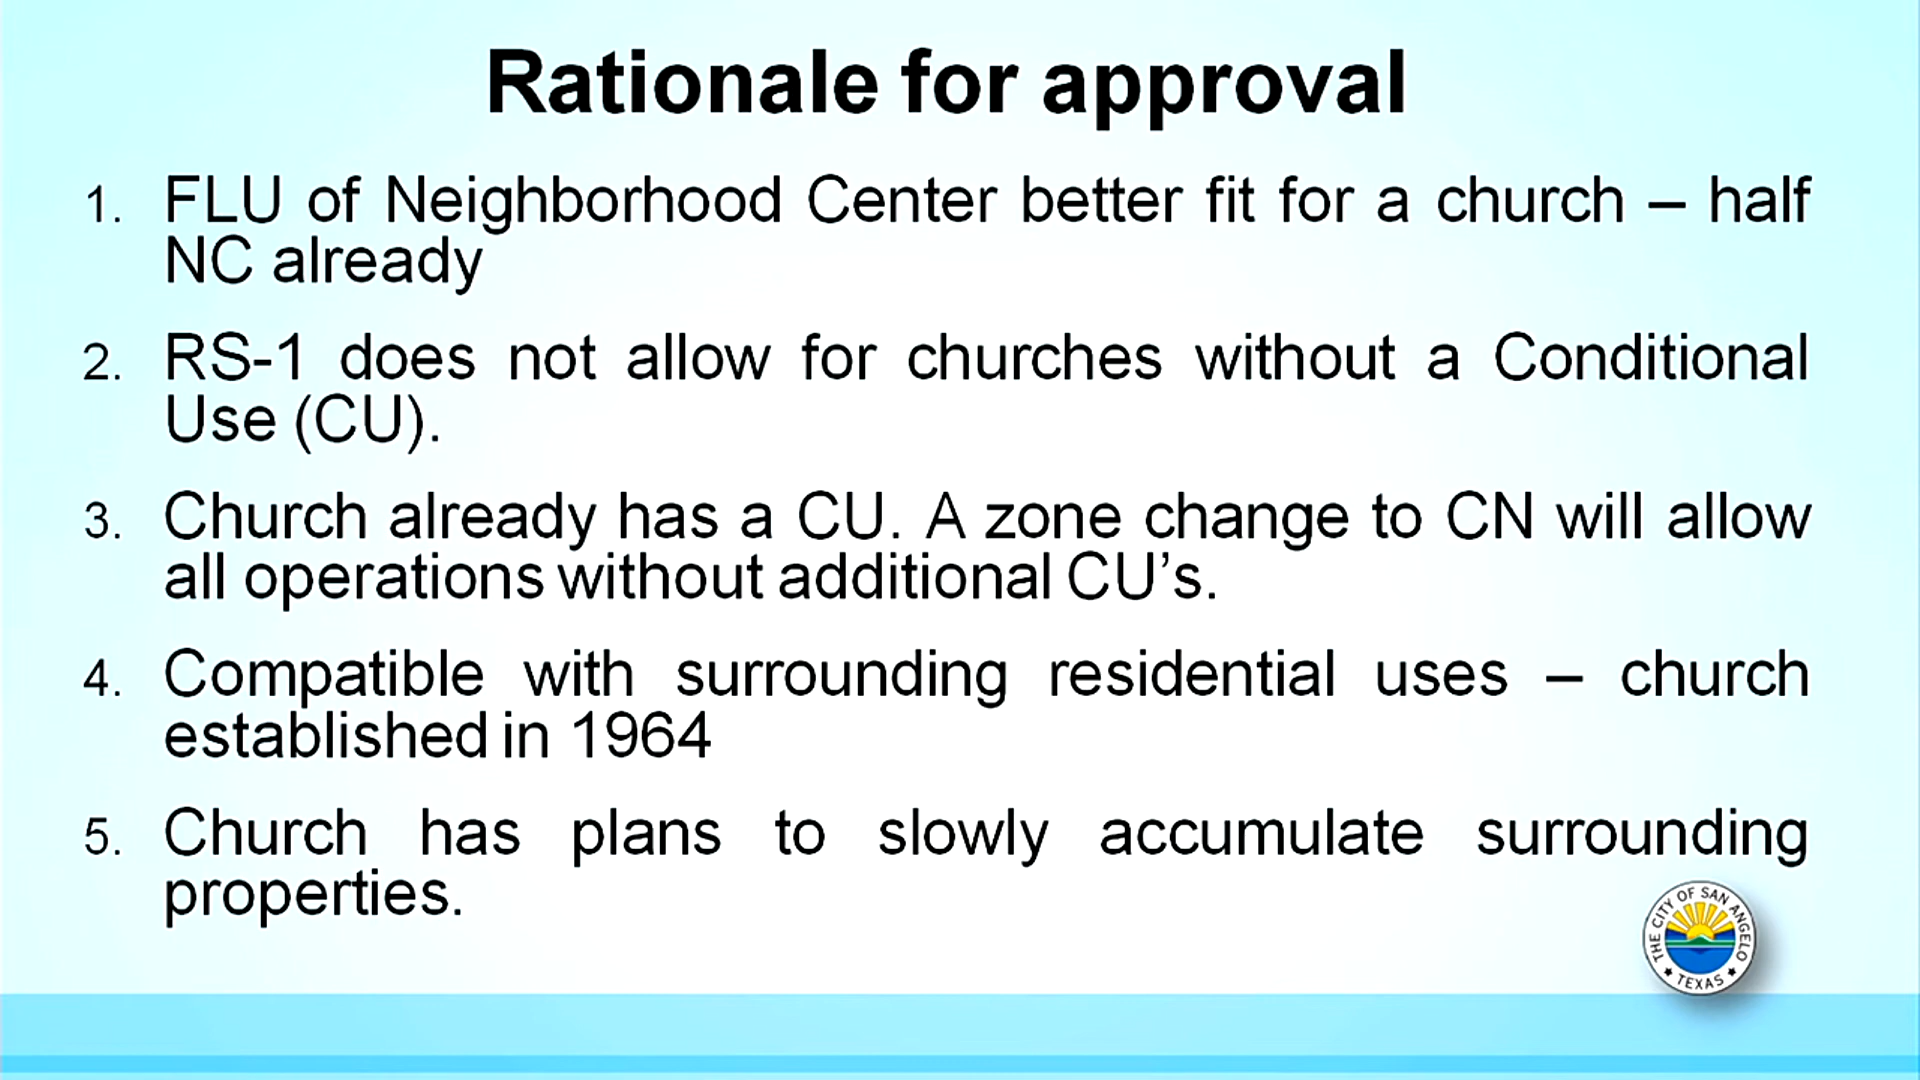 Rationale for approval
1. FLU of Neighborhood Center better fit for a church – half
NC already
2. RS-1 does not allow for churches without a Conditional
Use (CU).
3. Church already has a CU. A zone change to CN will allow
all operations without additional CU’s.
4. Compatible with surrounding residential uses – church
established in 1964
5. Church has plans to slowly accumulate surrounding
properties.
THE CITY OF SAN ANGELO
TEXAS